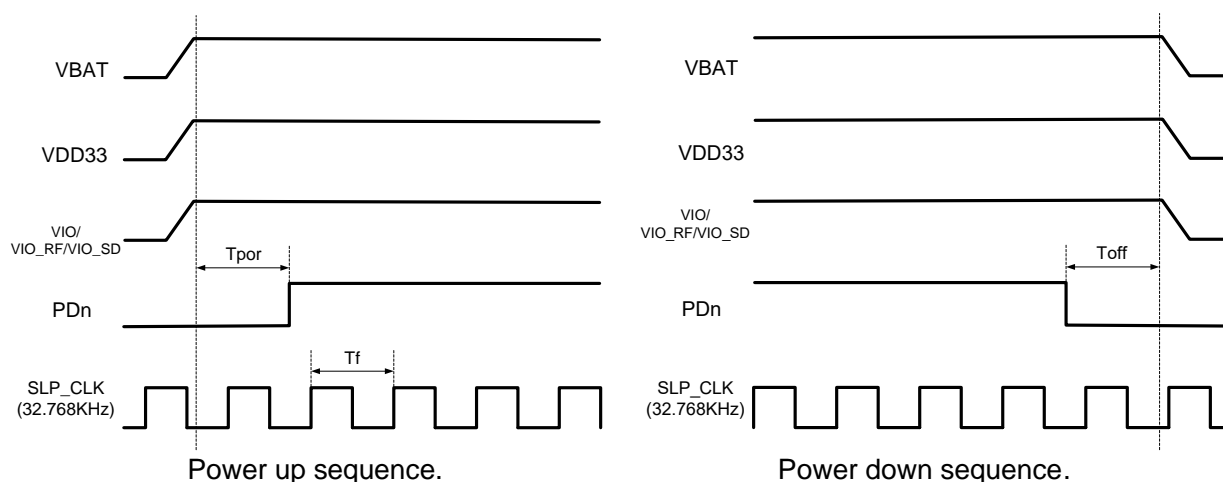 VBAT
VDD33
VIO/
VIO_RF/VIO_SD
Tpor
PDn
Tf
SLP_CLK
(32.768KHz)
Power up sequence.
VBAT
VDD33
VIO/
VIO_RF/VIO_SD
Toff
PDn
SLP_CLK
(32.768KHz)
Power down sequence.